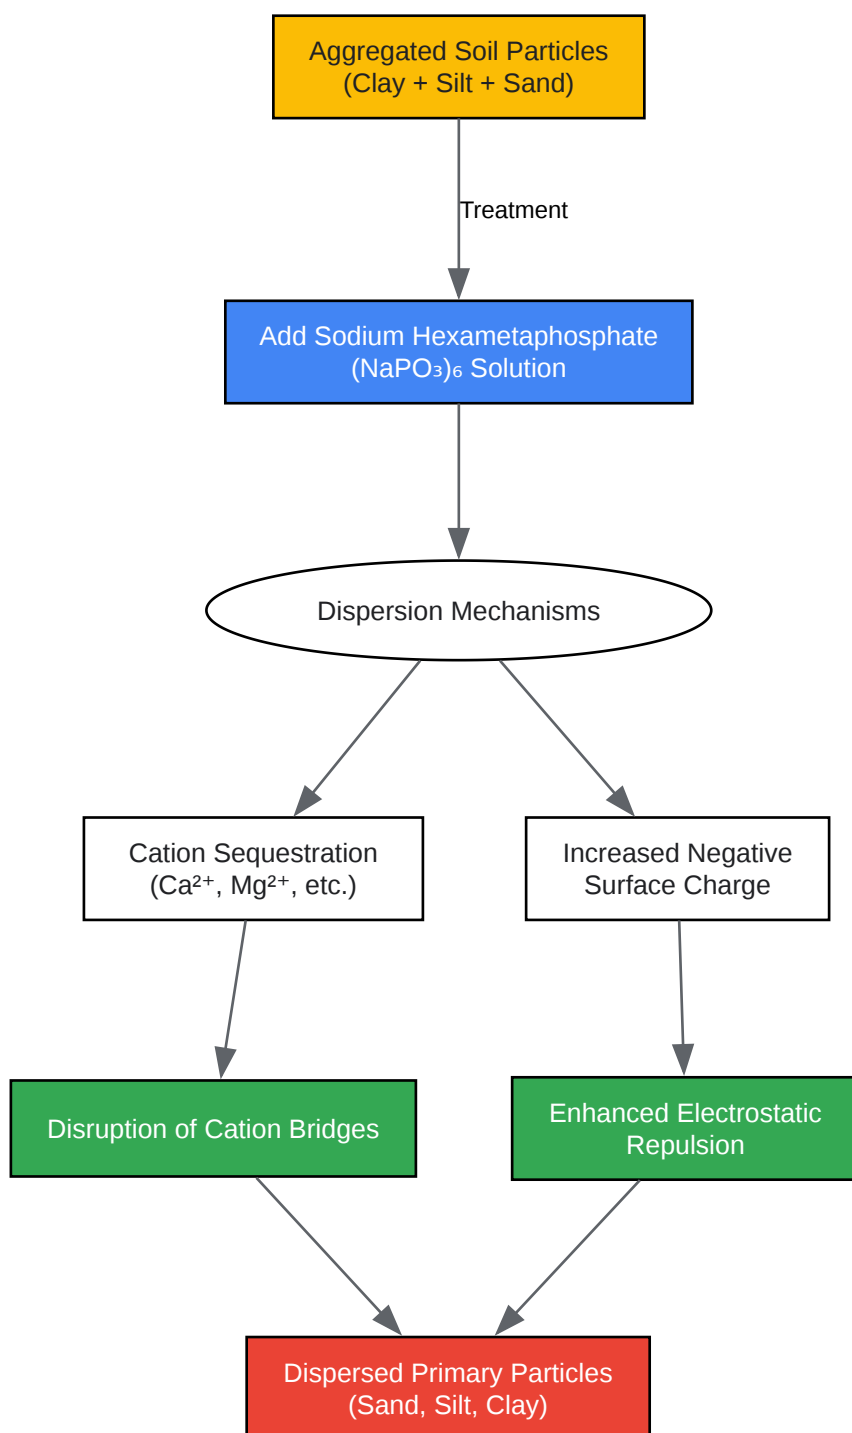 Aggregated Soil Particles
(Clay + Silt + Sand)
Treatment
Add Sodium Hexametaphosphate
(NaPO₃)₆ Solution
Dispersion Mechanisms
Cation Sequestration
(Ca²⁺, Mg²⁺, etc.)
Increased Negative
Surface Charge
Disruption of Cation Bridges
Enhanced Electrostatic
Repulsion
Dispersed Primary Particles
(Sand, Silt, Clay)